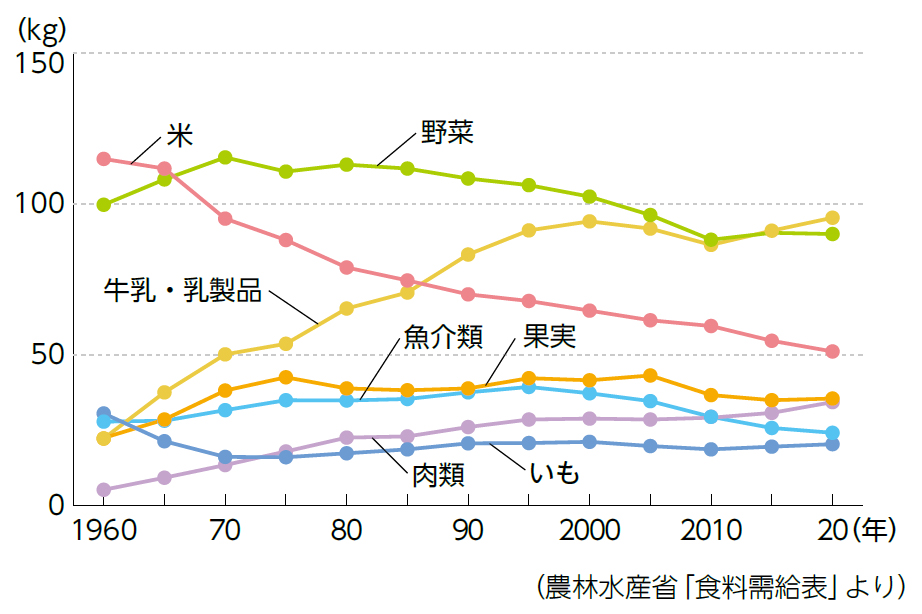 (kg)
150
米
野菜
100
牛乳・乳製品
魚介類
果実
50
肉類
いも
0
1960 70 80 90 2000 2010 20(年)
(農林水産省「食料需給表」より)